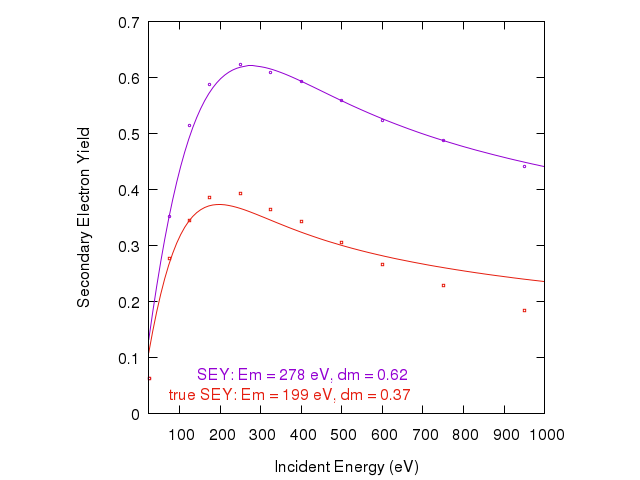 0.7
0.6
0.5
0.4
0.3
0.2
0.1
0
Secondary Electron Yield
SEY: Em = 278 eV, dm = 0.62
true SEY: Em = 199 eV, dm = 0.37
100 200 300 400 500 600 700 800 900 1000
Incident Energy (eV)